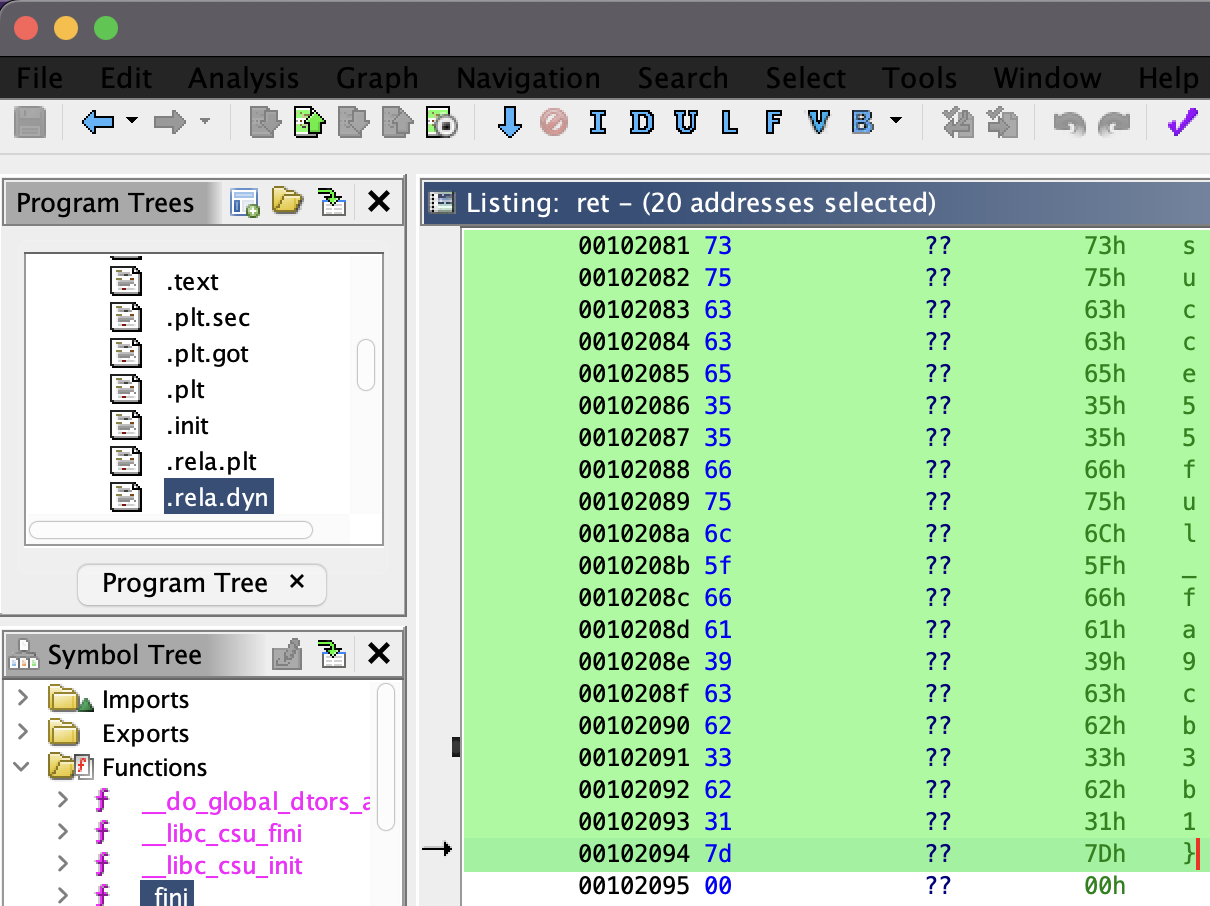 File Edit Analysis Graph Navigation Search Select Tools Window Help
I D U L F V B
Program Trees
.text
.plt.sec
.plt.got
.plt
.init
.rela.plt
.rela.dyn
Program Tree
Symbol Tree
Imports
Exports
Functions
f __do_global_dtors_a
f __libc_csu_fini
f __libc_csu_init
f _fini
Listing: ret - (20 addresses selected)
00102081 73 ?? 73h s
00102082 75 ?? 75h u
00102083 63 ?? 63h c
00102084 63 ?? 63h c
00102085 65 ?? 65h e
00102086 35 ?? 35h 5
00102087 35 ?? 35h 5
00102088 66 ?? 66h f
00102089 75 ?? 75h u
0010208a 6c ?? 6Ch l
0010208b 5f ?? 5Fh _
0010208c 66 ?? 66h f
0010208d 61 ?? 61h a
0010208e 39 ?? 39h 9
0010208f 63 ?? 63h c
00102090 62 ?? 62h b
00102091 33 ?? 33h 3
00102092 62 ?? 62h b
00102093 31 ?? 31h 1
00102094 7d ?? 7Dh }
00102095 00 ?? 00h